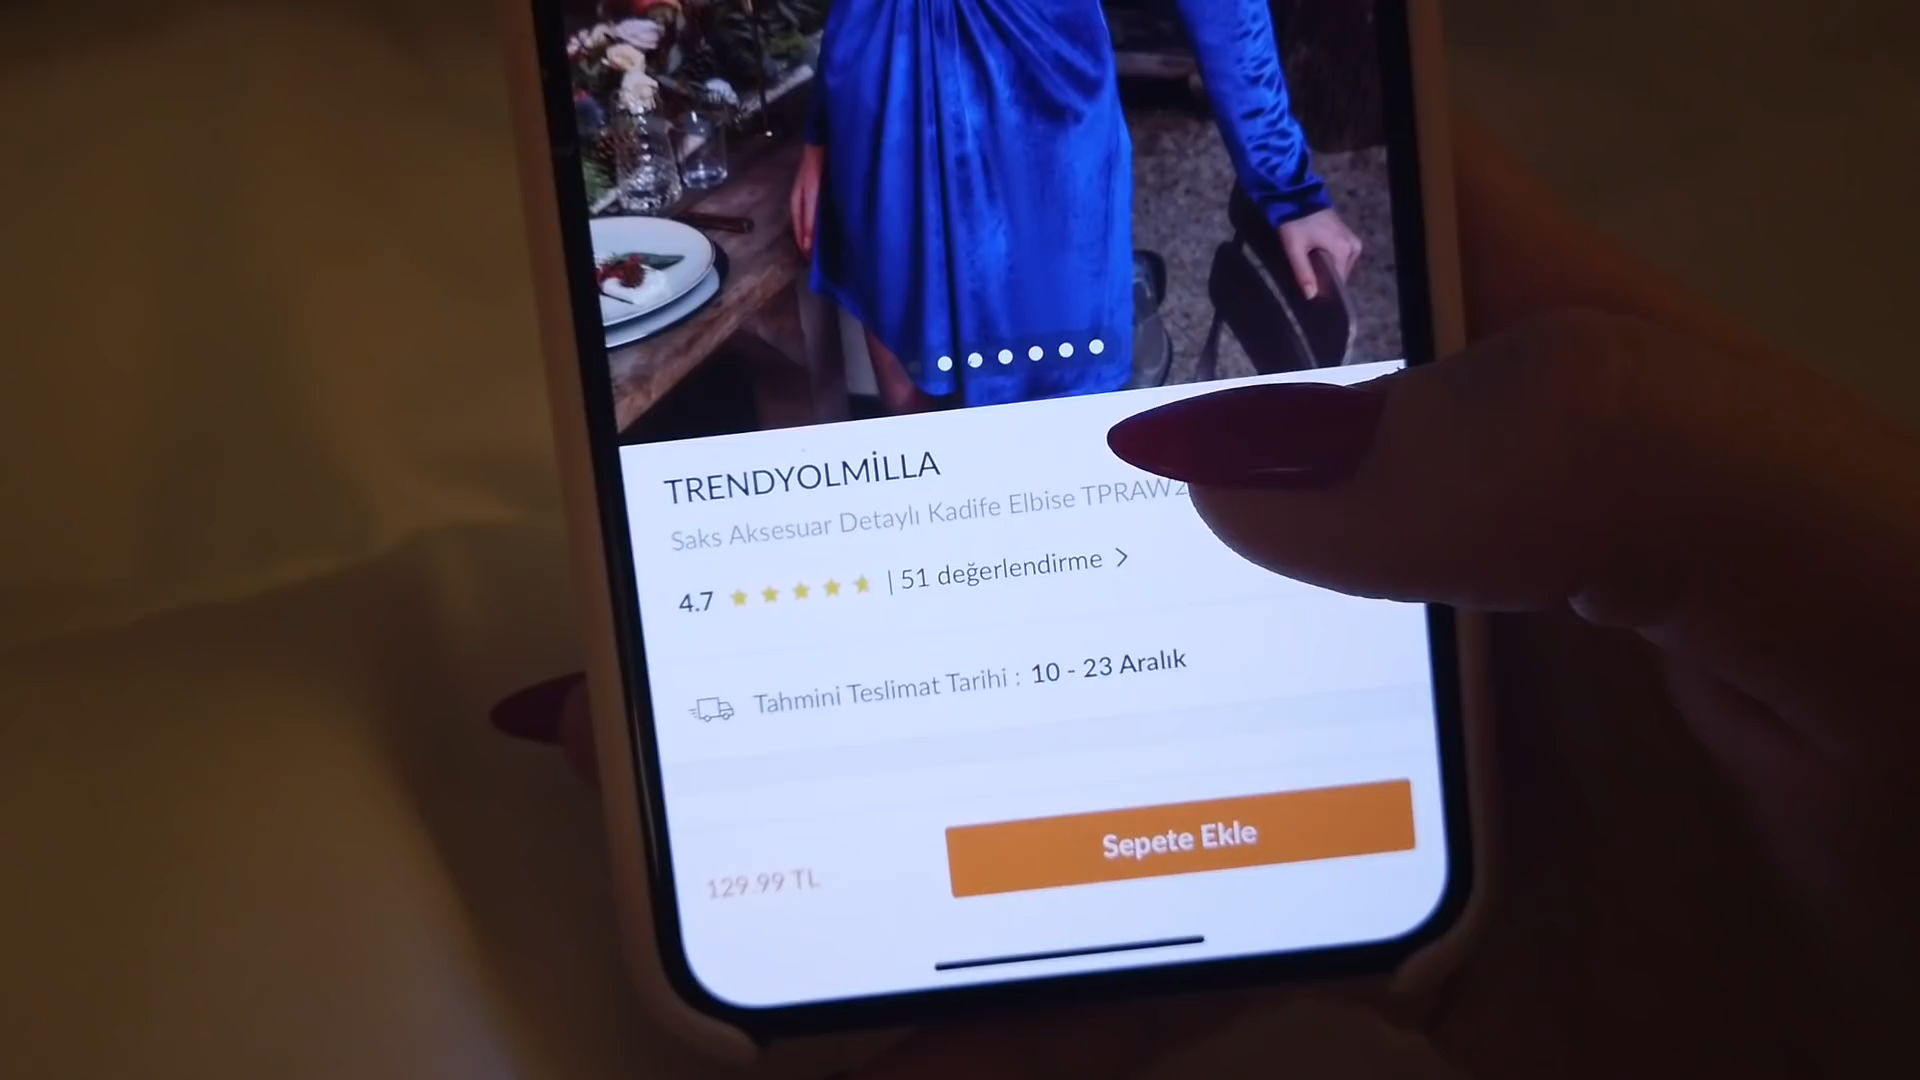 TRENDYOLMİLLA
Saks Aksesuar Detaylı Kadife Elbise
4.7 | 51 değerlendirme >
Tahmini Teslimat Tarihi : 10 - 23 Aralık
Sepete Ekle
129.99 TL